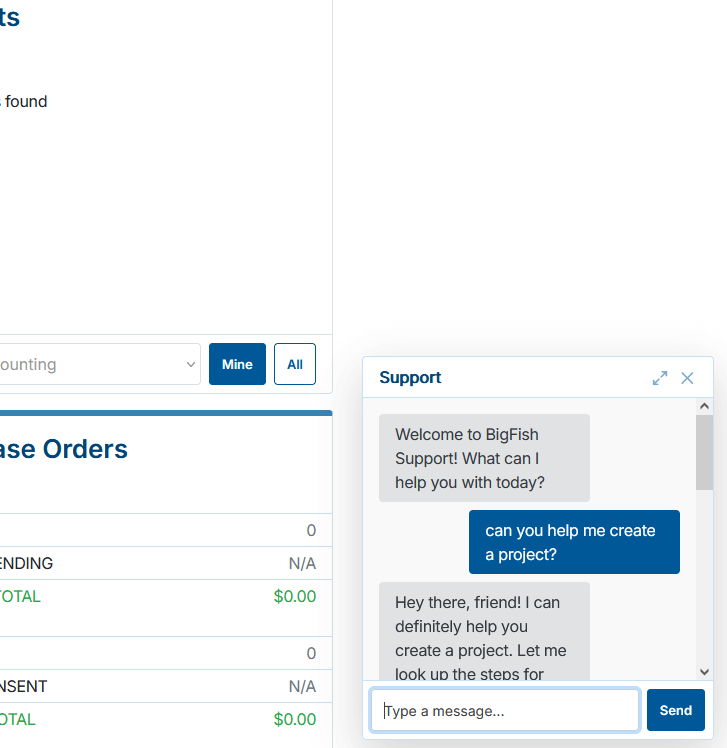 ts
found
ounting
Mine
All
ase Orders
0
ENDING
N/A
OTAL
$0.00
0
NSENT
N/A
OTAL
$0.00
Support
Welcome to BigFish
Support! What can I
help you with today?
can you help me create
a project?
Hey there, friend! I can
definitely help you
create a project. Let me
look up the steps for
Type a message...
Send